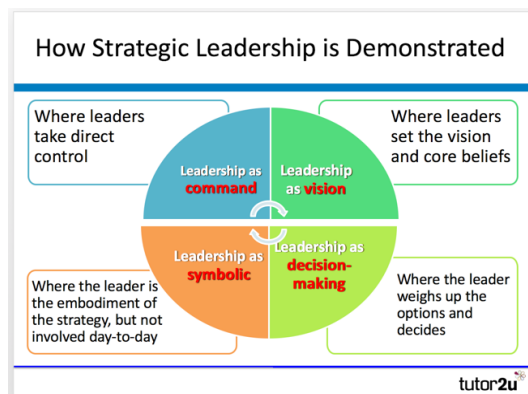 How Strategic Leadership is Demonstrated
Where leaders
take direct
control
Where leaders
set the vision
and core beliefs
Leadership as
command
Leadership
as vision
Leadership as
symbolic
Leadership as
decision-
making
Where the leader is
the embodiment of
the strategy, but not
involved day-to-day
Where the leader
weighs up the
options and
decides
tutor2u